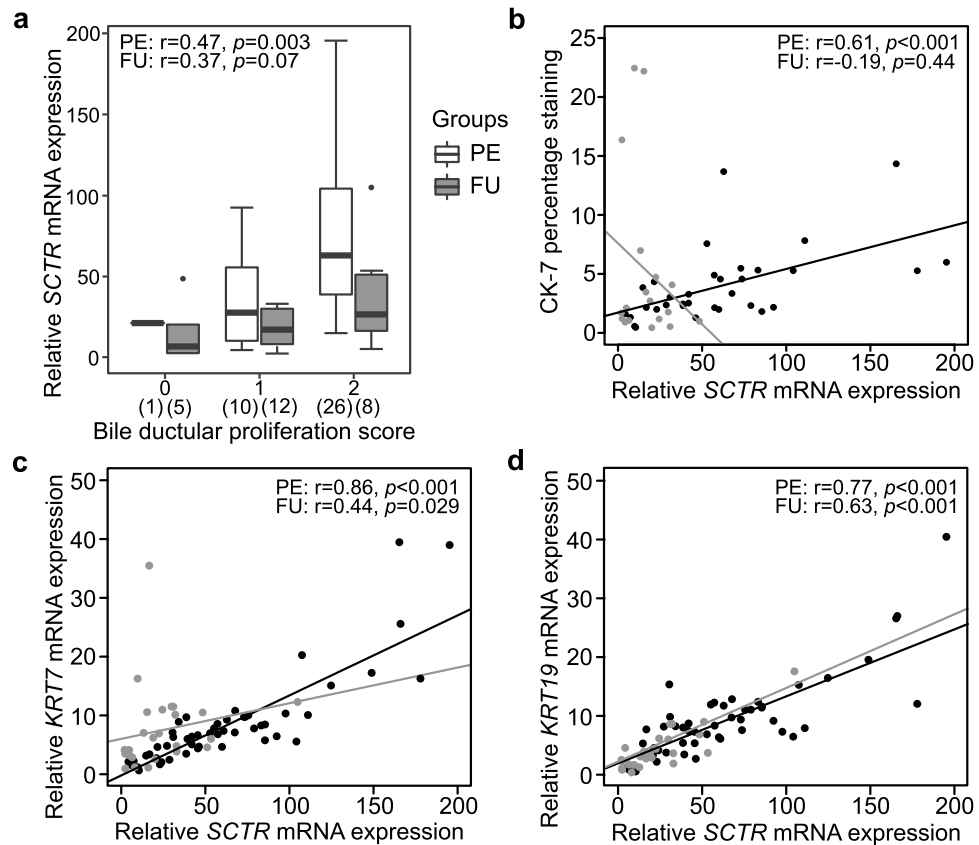 a
PE: r=0.47, p=0.003
FU: r=0.37, p=0.07
Relative SCTR mRNA expression
200
150
100
50
0
0 1 2
(1) (5) (10) (12) (26) (8)
Bile ductular proliferation score
Groups
PE
FU
b
PE: r=0.61, p<0.001
FU: r=-0.19, p=0.44
CK-7 percentage staining
25
20
15
10
5
0
0 50 100 150 200
Relative SCTR mRNA expression
c
PE: r=0.86, p<0.001
FU: r=0.44, p=0.029
Relative KRT7 mRNA expression
50
40
30
20
10
0
0 50 100 150 200
Relative SCTR mRNA expression
d
PE: r=0.77, p<0.001
FU: r=0.63, p<0.001
Relative KRT19 mRNA expression
50
40
30
20
10
0
0 50 100 150 200
Relative SCTR mRNA expression